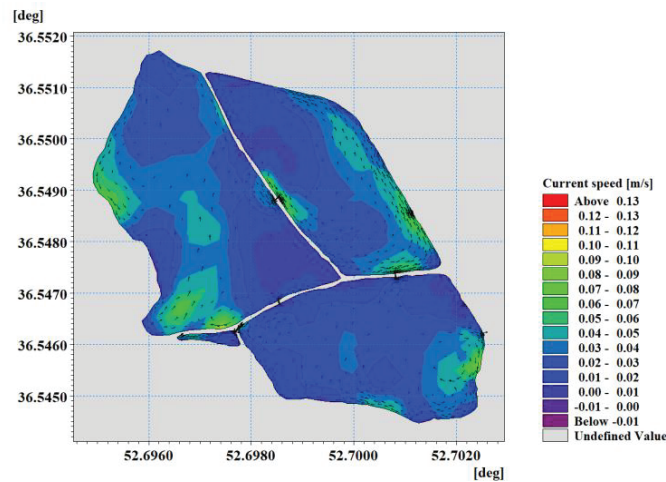 [deg]
36.5520
36.5510
36.5500
36.5490
36.5480
36.5470
36.5460
36.5450
52.6960 52.6980 52.7000 52.7020
[deg]
Current speed [m/s]
Above 0.13
0.12 - 0.13
0.11 - 0.12
0.10 - 0.11
0.09 - 0.10
0.08 - 0.09
0.07 - 0.08
0.06 - 0.07
0.05 - 0.06
0.04 - 0.05
0.03 - 0.04
0.02 - 0.03
0.01 - 0.02
0.00 - 0.01
-0.01 - 0.00
Below -0.01
Undefined Value